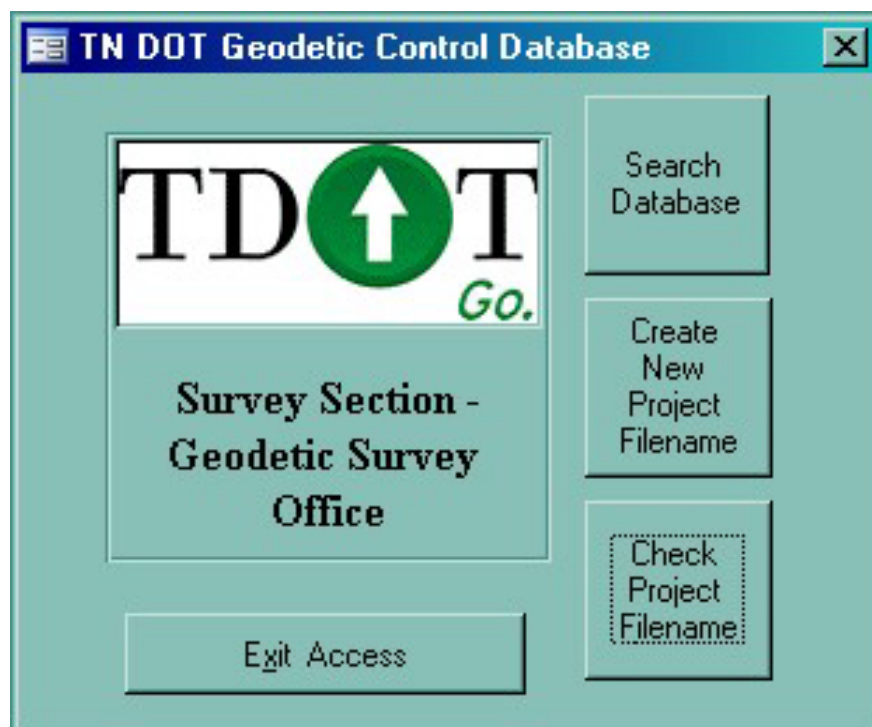 TN DOT Geodetic Control Database
TDOT
Go.
Survey Section -
Geodetic Survey
Office
Search
Database
Create
New
Project
Filename
Check
Project
Filename
Exit Access